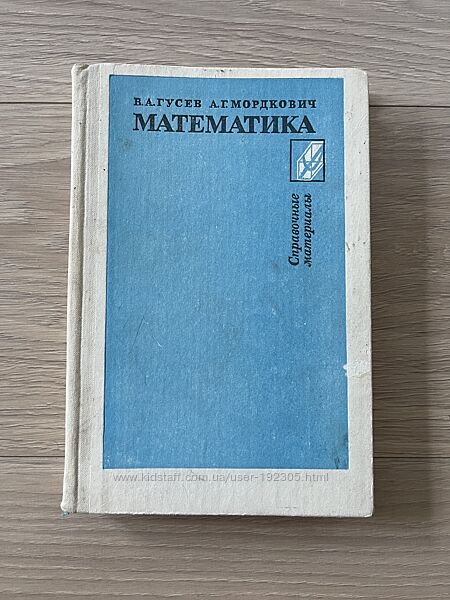 В.А.ГУСЕВ А.Г.МОРДКОВИЧ
МАТЕМАТИКА
Справочные
материалы
www.kidstaff.com.ua/user-192305.html